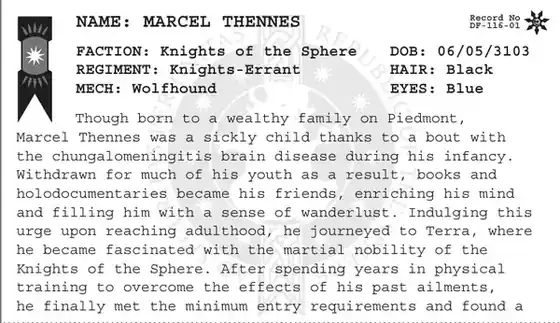 NAME: MARCEL THENNES
Record No
DF-116-01
FACTION: Knights of the Sphere DOB: 06/05/3103
REGIMENT: Knights-Errant HAIR: Black
MECH: Wolfhound EYES: Blue
Though born to a wealthy family on Piedmont,
Marcel Thennes was a sickly child thanks to a bout with
the chungalomeningitis brain disease during his infancy.
Withdrawn for much of his youth as a result, books and
holodocumentaries became his friends, enriching his mind
and filling him with a sense of wanderlust. Indulging this
urge upon reaching adulthood, he journeyed to Terra, where
he became fascinated with the martial nobility of the
Knights of the Sphere. After spending years in physical
training to overcome the effects of his past ailments,
he finally met the minimum entry requirements and found a